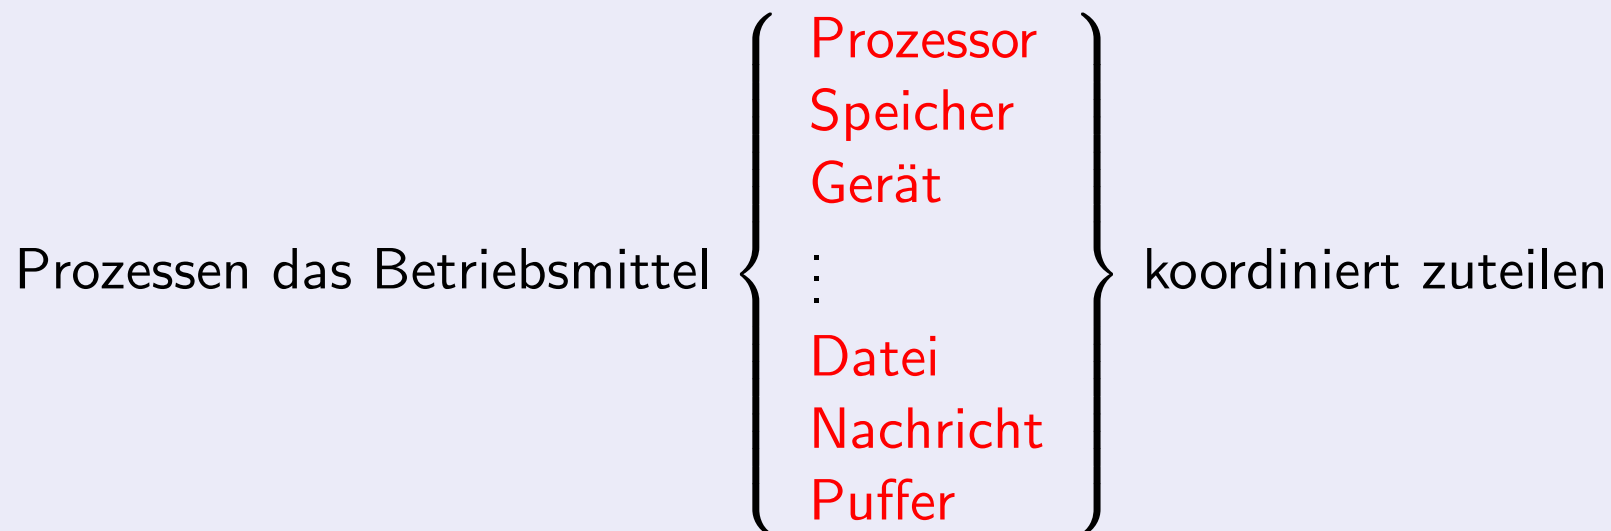 Prozessen das Betriebsmittel
Prozessor
Speicher
Gerät
⋮
Datei
Nachricht
Puffer
koordiniert zuteilen